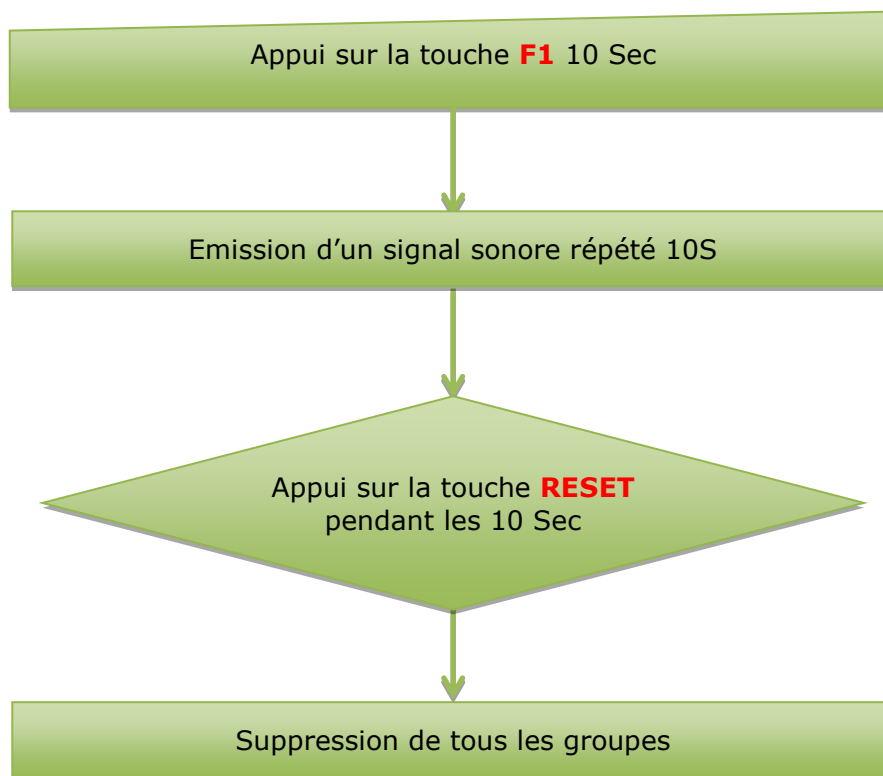 Appui sur la touche F1 10 Sec
Emission d’un signal sonore répété 10S
Appui sur la touche RESET
pendant les 10 Sec
Suppression de tous les groupes